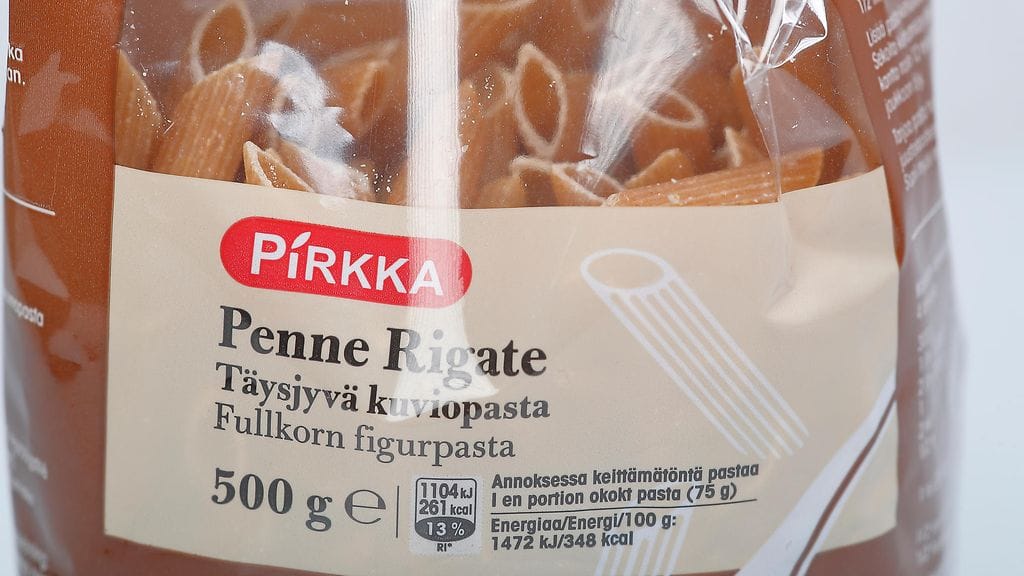 an.
PIRKKA
Penne Rigate
Täysjyvä kuviopasta
Fullkorn figurpasta
500 g ℮
1104 kJ
261 kcal
13 %
RI*
Annoksessa keittämätöntä pastaa
I en portion okokt pasta (75 g)
Energiaa/Energi/100 g:
1472 kJ/348 kcal